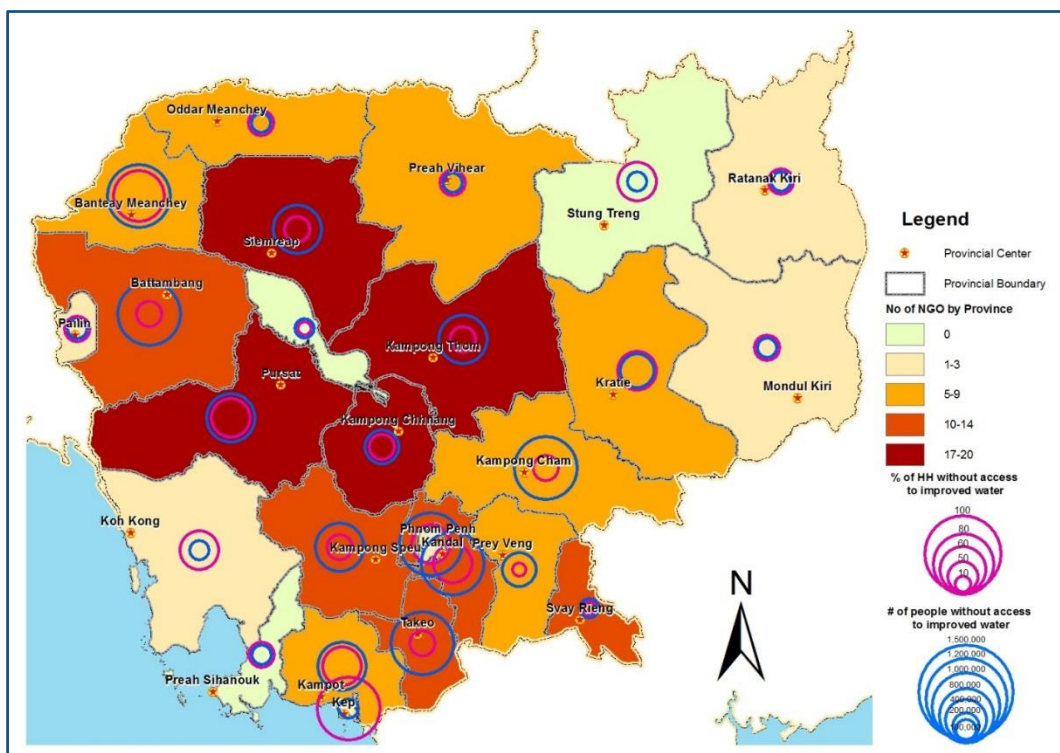 Oddar Meanchey
Preah Vihear
Ratanak Kiri
Banteay Meanchey
Stung Treng
Siemreap
Battambang
Pailin
Kampong Thom
Pursat
Kratie
Mondul Kiri
Kampong Chhnang
Kampong Cham
Koh Kong
Phnom Penh
Kandal
Kampong Speu
Prey Veng
Svay Rieng
Takeo
Preah Sihanouk
Kampot
Kep
N
Legend
Provincial Center
Provincial Boundary
No of NGO by Province
0
1-3
5-9
10-14
17-20
% of HH without access
to improved water
100
80
60
50
10
# of people without access
to improved water
1,500,000
1,200,000
1,000,000
800,000
400,000
200,000
100,000